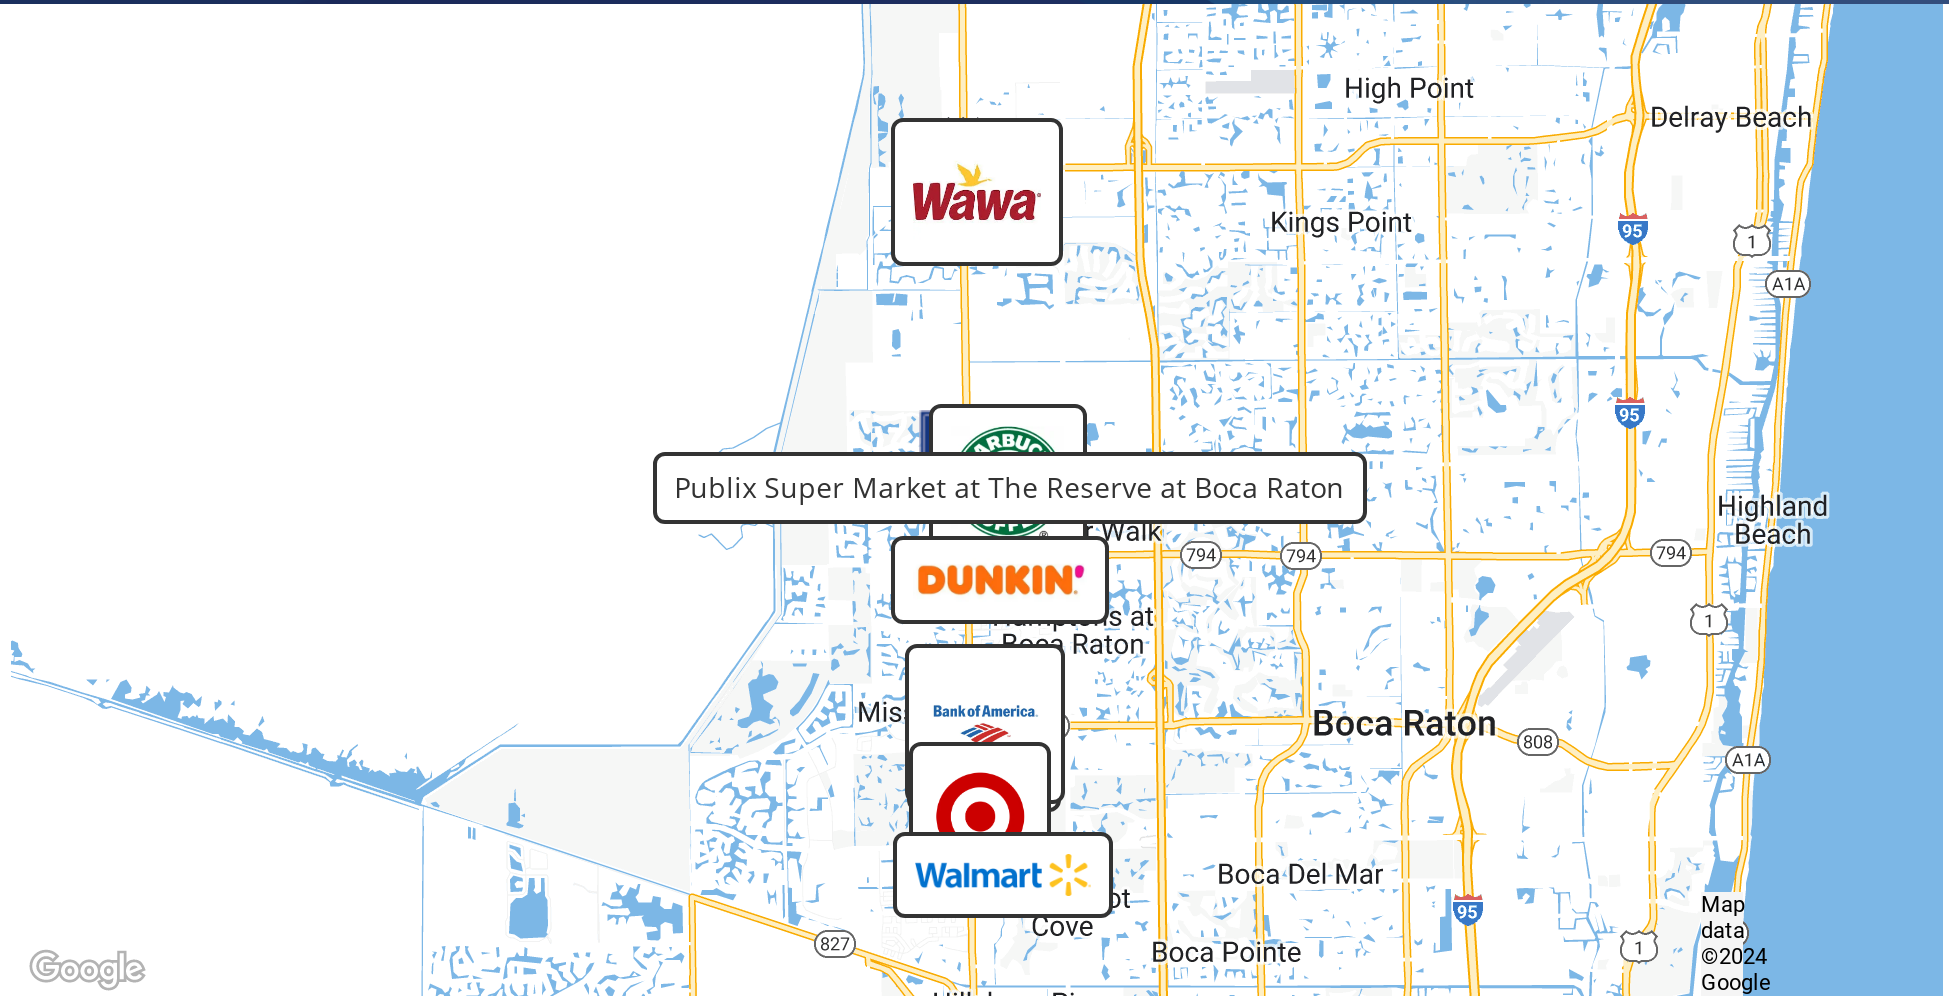 High Point
Delray Beach
Wawa
Kings Point
95
1
A1A
95
Publix Super Market at The Reserve at Boca Raton
Highland
Beach
Walk
794
794
794
DUNKIN'
at
Boca Raton
1
Bank of America
Boca Raton
808
A1A
Walmart
Boca Del Mar
95
Cove
827
1
Boca Pointe
Map
data
©2024
Google
Google